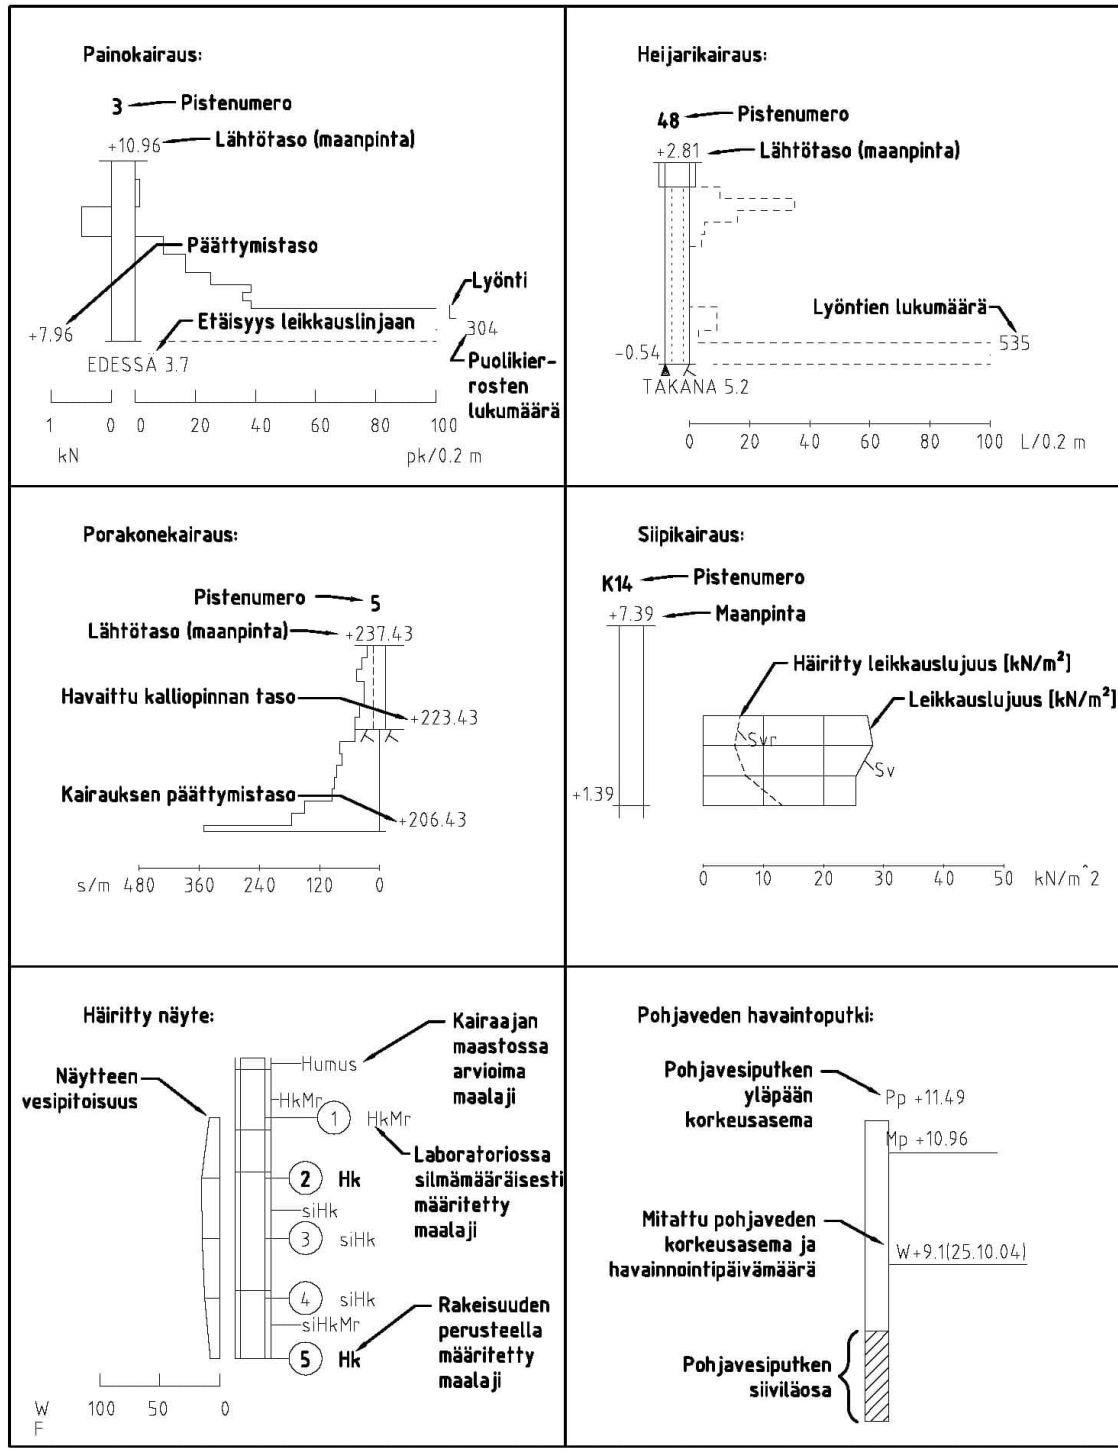 Painokairaus:
3
Pistenumero
+10.96
Lähtötaso (maanpinta)
Päättymistaso
Lyönti
+7.96
Etäisyys leikkauslinjaan
304
EDESSÄ 3.7
Puolikier-
rosten
lukumäärä
1 0 0 20 40 60 80 100
kN
pk/0.2 m
Heijarikairaus:
48
Pistenumero
+2.81
Lähtötaso (maanpinta)
Lyöntien lukumäärä
535
-0.54
TAKANA 5.2
0 20 40 60 80 100 L/0.2 m
Porakonekairaus:
Pistenumero
5
Lähtötaso (maanpinta)
+237.43
Havaittu kalliopinnan taso
+223.43
Kairauksen päättymistaso
+206.43
s/m 480 360 240 120 0
Siipikairaus:
K14
Pistenumero
+7.39
Maanpinta
Häiritty leikkauslujuus [kN/m²]
Leikkauslujuus [kN/m²]
Svr
Sv
+1.39
0 10 20 30 40 50 kN/m^2
Häiritty näyte:
Kairaajan
maastossa
arvioima
maalaji
Humus
Näytteen
vesipitoisuus
HkMr
1 HkMr
Laboratoriossa
silmämääräisesti
määritetty
maalaji
2 Hk
siHk
3 siHk
4 siHk
siHkMr
5 Hk
Rakeisuuden
perusteella
määritetty
maalaji
W 100 50 0
F
Pohjaveden havaintoputki:
Pohjavesiputken
yläpään
korkeusasema
Pp +11.49
Mp +10.96
Mitattu pohjaveden
korkeusasema ja
havainnointipäivämäärä
W+9.1(25.10.04)
Pohjavesiputken
siiviläosa